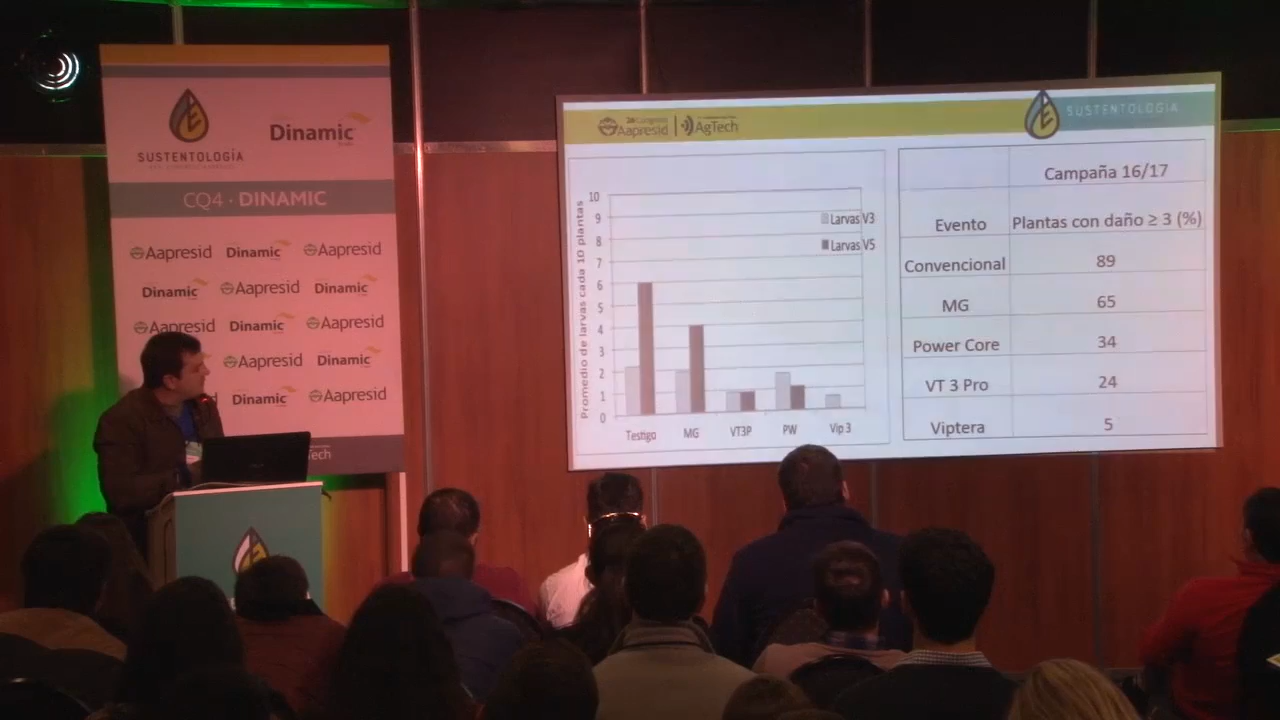 SUSTENTOLOGÍA
Dinamic
CQ4 · DINAMIC
Aapresid Dinamic Aapresid
Dinamic Aapresid Dinamic
Aapresid Dinamic Aapresid
Aapresid Dinamic
Dinamic Aapresid
Tech
Congreso
Aapresid
AgTech
SUSTENTOLOGÍA
Promedio de larvas cada 10 plantas
10
9
8
7
6
5
4
3
2
1
0
Larvas V3
Larvas V5
Testigo MG VT3P PW Vip 3
Campaña 16/17
Evento Plantas con daño ≥ 3 (%)
Convencional 89
MG 65
Power Core 34
VT 3 Pro 24
Viptera 5